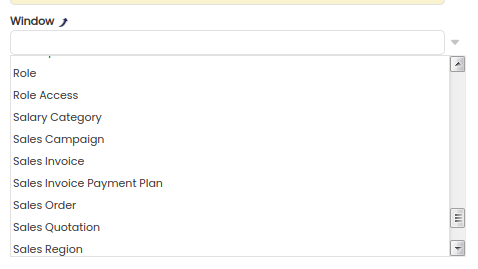 Window
Role
Role Access
Salary Category
Sales Campaign
Sales Invoice
Sales Invoice Payment Plan
Sales Order
Sales Quotation
Sales Region